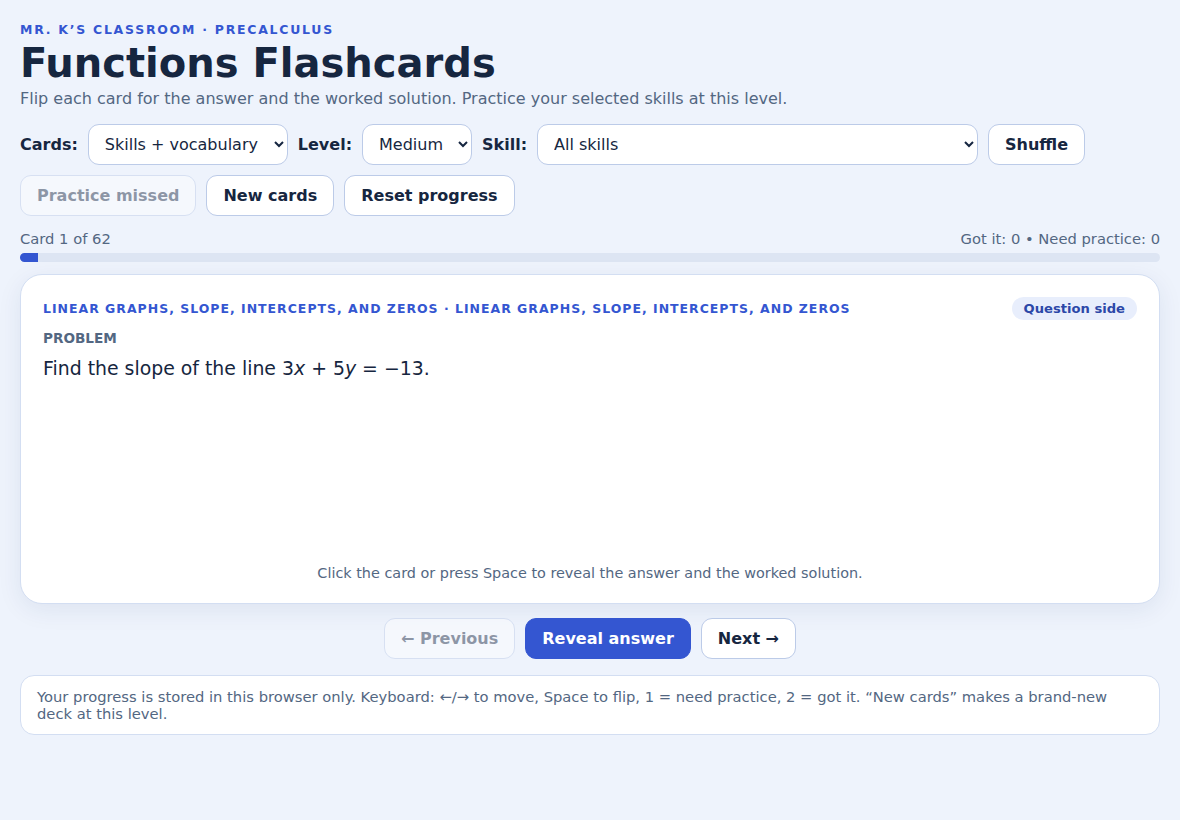 MR. K’S CLASSROOM · PRECALCULUS
Functions Flashcards
Flip each card for the answer and the worked solution. Practice your selected skills at this level.
Cards: Skills + vocabulary Level: Medium Skill: All skills Shuffle
Practice missed New cards Reset progress
Card 1 of 62 Got it: 0 • Need practice: 0
LINEAR GRAPHS, SLOPE, INTERCEPTS, AND ZEROS · LINEAR GRAPHS, SLOPE, INTERCEPTS, AND ZEROS Question side
PROBLEM
Find the slope of the line 3x + 5y = −13.
Click the card or press Space to reveal the answer and the worked solution.
← Previous Reveal answer Next →
Your progress is stored in this browser only. Keyboard: ←/→ to move, Space to flip, 1 = need practice, 2 = got it. “New cards” makes a brand-new
deck at this level.